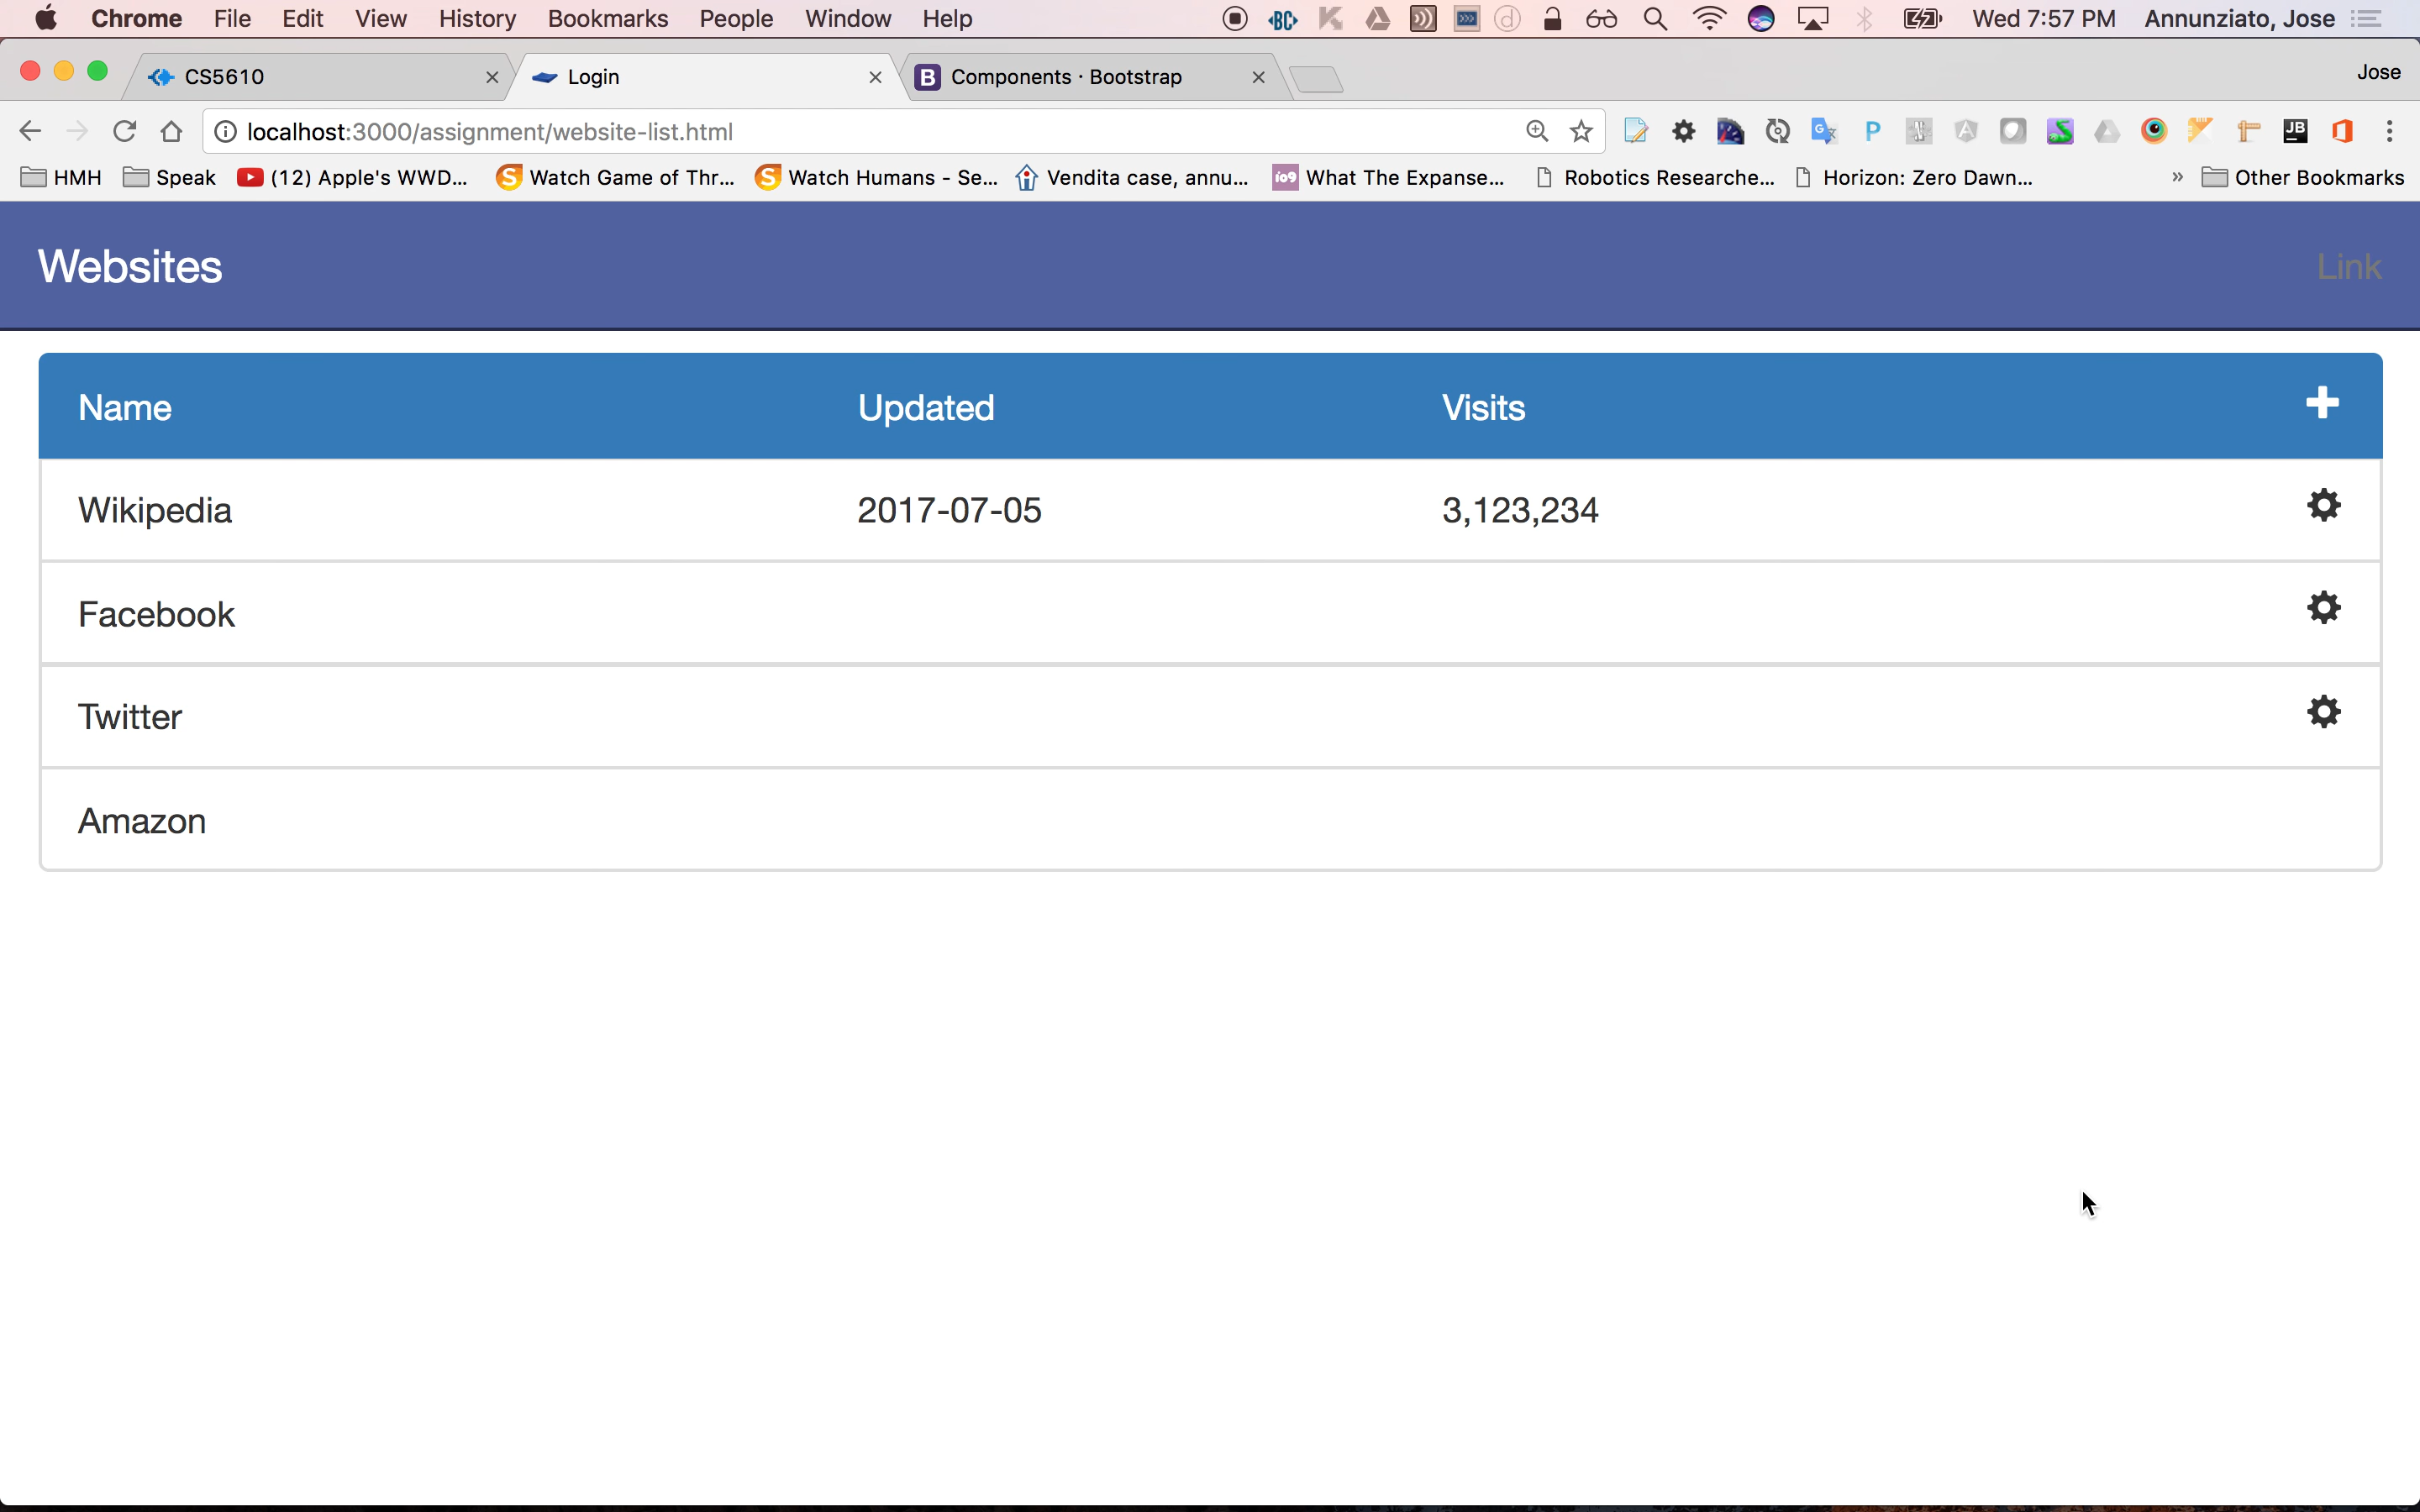 Chrome File Edit View History Bookmarks People Window Help BC d Wed 7:57 PM Annunziato, Jose
CS5610 Login B Components · Bootstrap Jose
localhost:3000/assignment/website-list.html P JB
HMH Speak (12) Apple's WWD... S Watch Game of Thr... S Watch Humans - Se... Vendita case, annu... io9 What The Expanse... Robotics Researche... Horizon: Zero Dawn... » Other Bookmarks
Websites Link
Name Updated Visits
Wikipedia 2017-07-05 3,123,234
Facebook
Twitter
Amazon